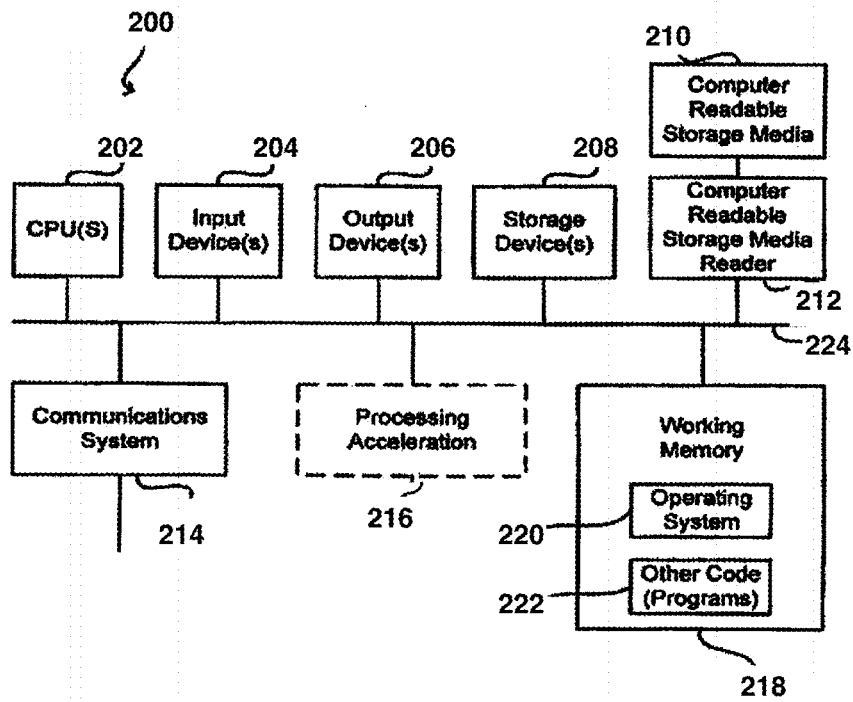 200
210
Computer
Readable
Storage Media
202
204
206
208
CPU(S)
Input
Device(s)
Output
Device(s)
Storage
Device(s)
Computer
Readable
Storage Media
Reader
212
224
Communications
System
Processing
Acceleration
Working
Memory
214
216
220
Operating
System
222
Other Code
(Programs)
218